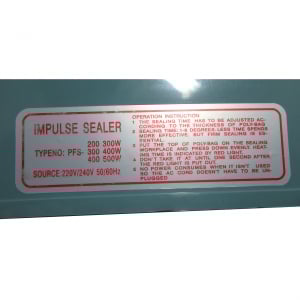 IMPULSE SEALER
200 300W
TYPENO: PFS- 300 400W
400 500W
SOURCE 220V/240V 50/60Hz
OPERATION INSTRUCTION
1 THE SEALING TIME HAS TO BE ADJUSTED AC-
CORDING TO THE THICKNESS OF POLY-BAG
2 SEALING TIME: 1-8 DEGREES LESS TIME SPENDS
MORE EFFECTIVE. BUT FIRM SEALING IS ES-
SENTIAL
3 PUT THE TOP OF POLY-BAG ON THE SEALING
WORKPLACE AND PRESS DOWN EVENLY. HEAT-
ING TIME IS INDICATED BY RED LIGHT.
4 DON'T TAKE IT AT UNTIL ONE SECOND AFTER
THE RED LIGHT IS PUT OUT.
5 NO POWER CONSUMES WHEN IT ISN'T USED
SO THE AC CORD DOESN'T HAVE TO BE UN-
PLUGGED